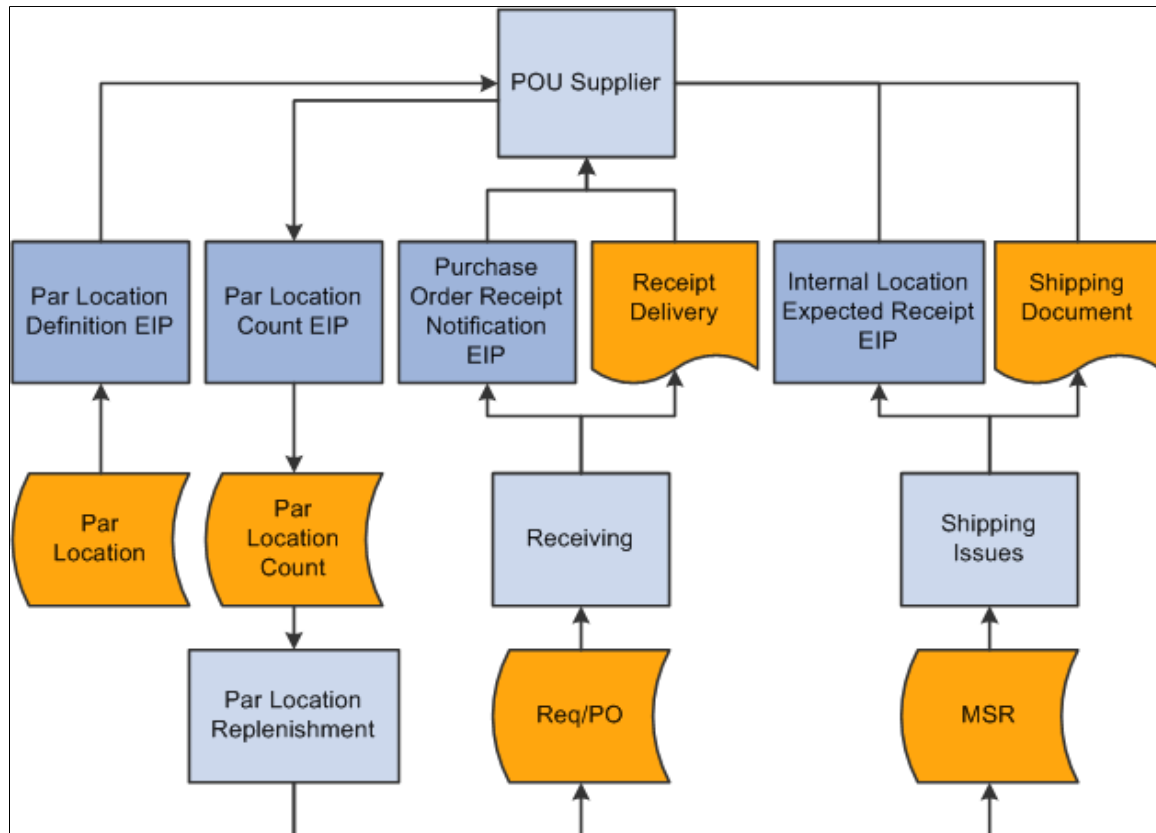 POU Supplier
Par Location
Definition EIP
Par Location
Count EIP
Purchase
Order Receipt
Notification
EIP
Receipt
Delivery
Internal Location
Expected Receipt
EIP
Shipping
Document
Par
Location
Par
Location
Count
Receiving
Shipping
Issues
Par Location
Replenishment
Req/PO
MSR